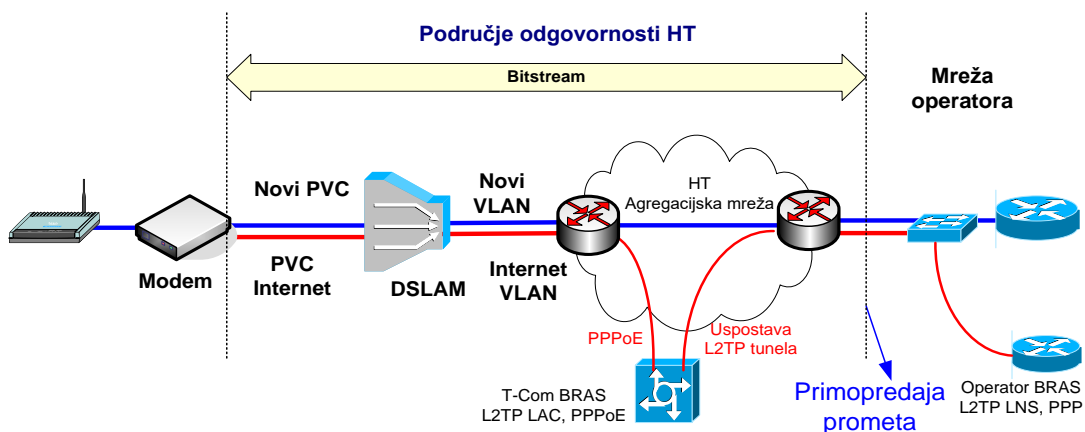 Područje odgovornosti HT
Bitstream
Mreža
operatora
Novi PVC
Novi
VLAN
HT
Agregacijska mreža
Modem
PVC
Internet
DSLAM
Internet
VLAN
PPPoE
Uspostava
L2TP tunela
T-Com BRAS
L2TP LAC, PPPoE
Primopredaja
prometa
Operator BRAS
L2TP LNS, PPP